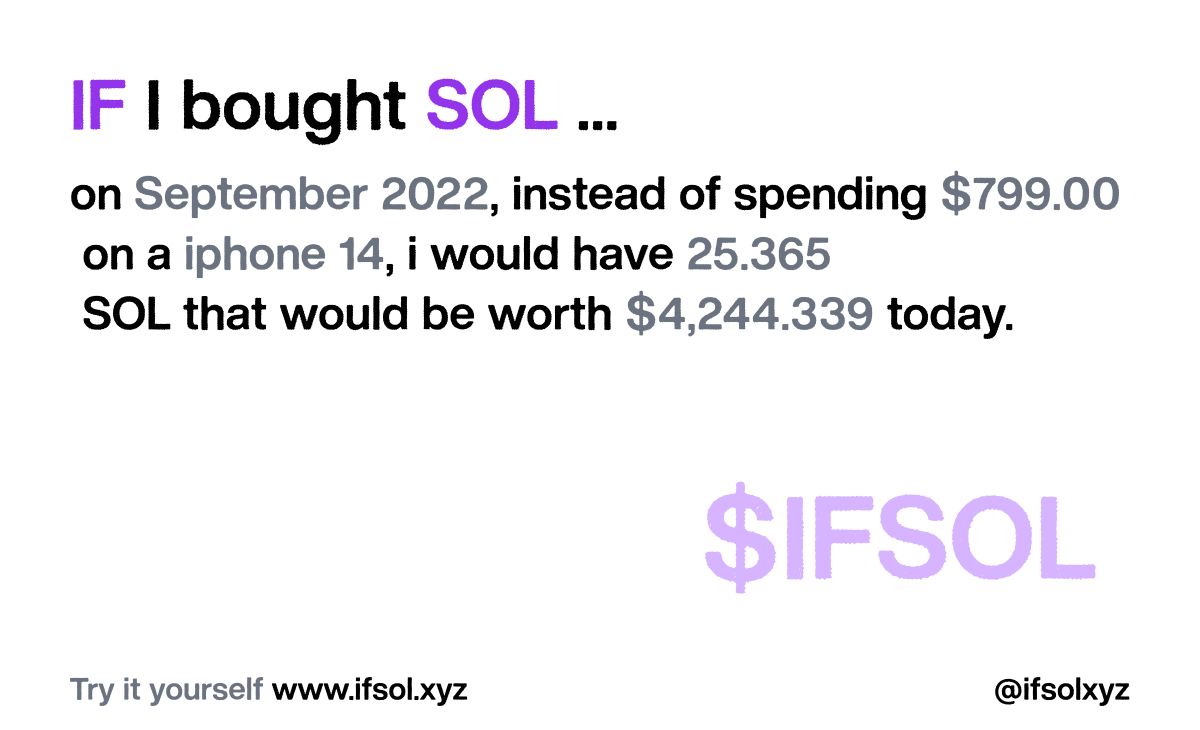 IF I bought SOL ...
on September 2022, instead of spending $799.00
on a iphone 14, i would have 25.365
SOL that would be worth $4,244.339 today.
$IFSOL
Try it yourself www.ifsol.xyz
@ifsolxyz